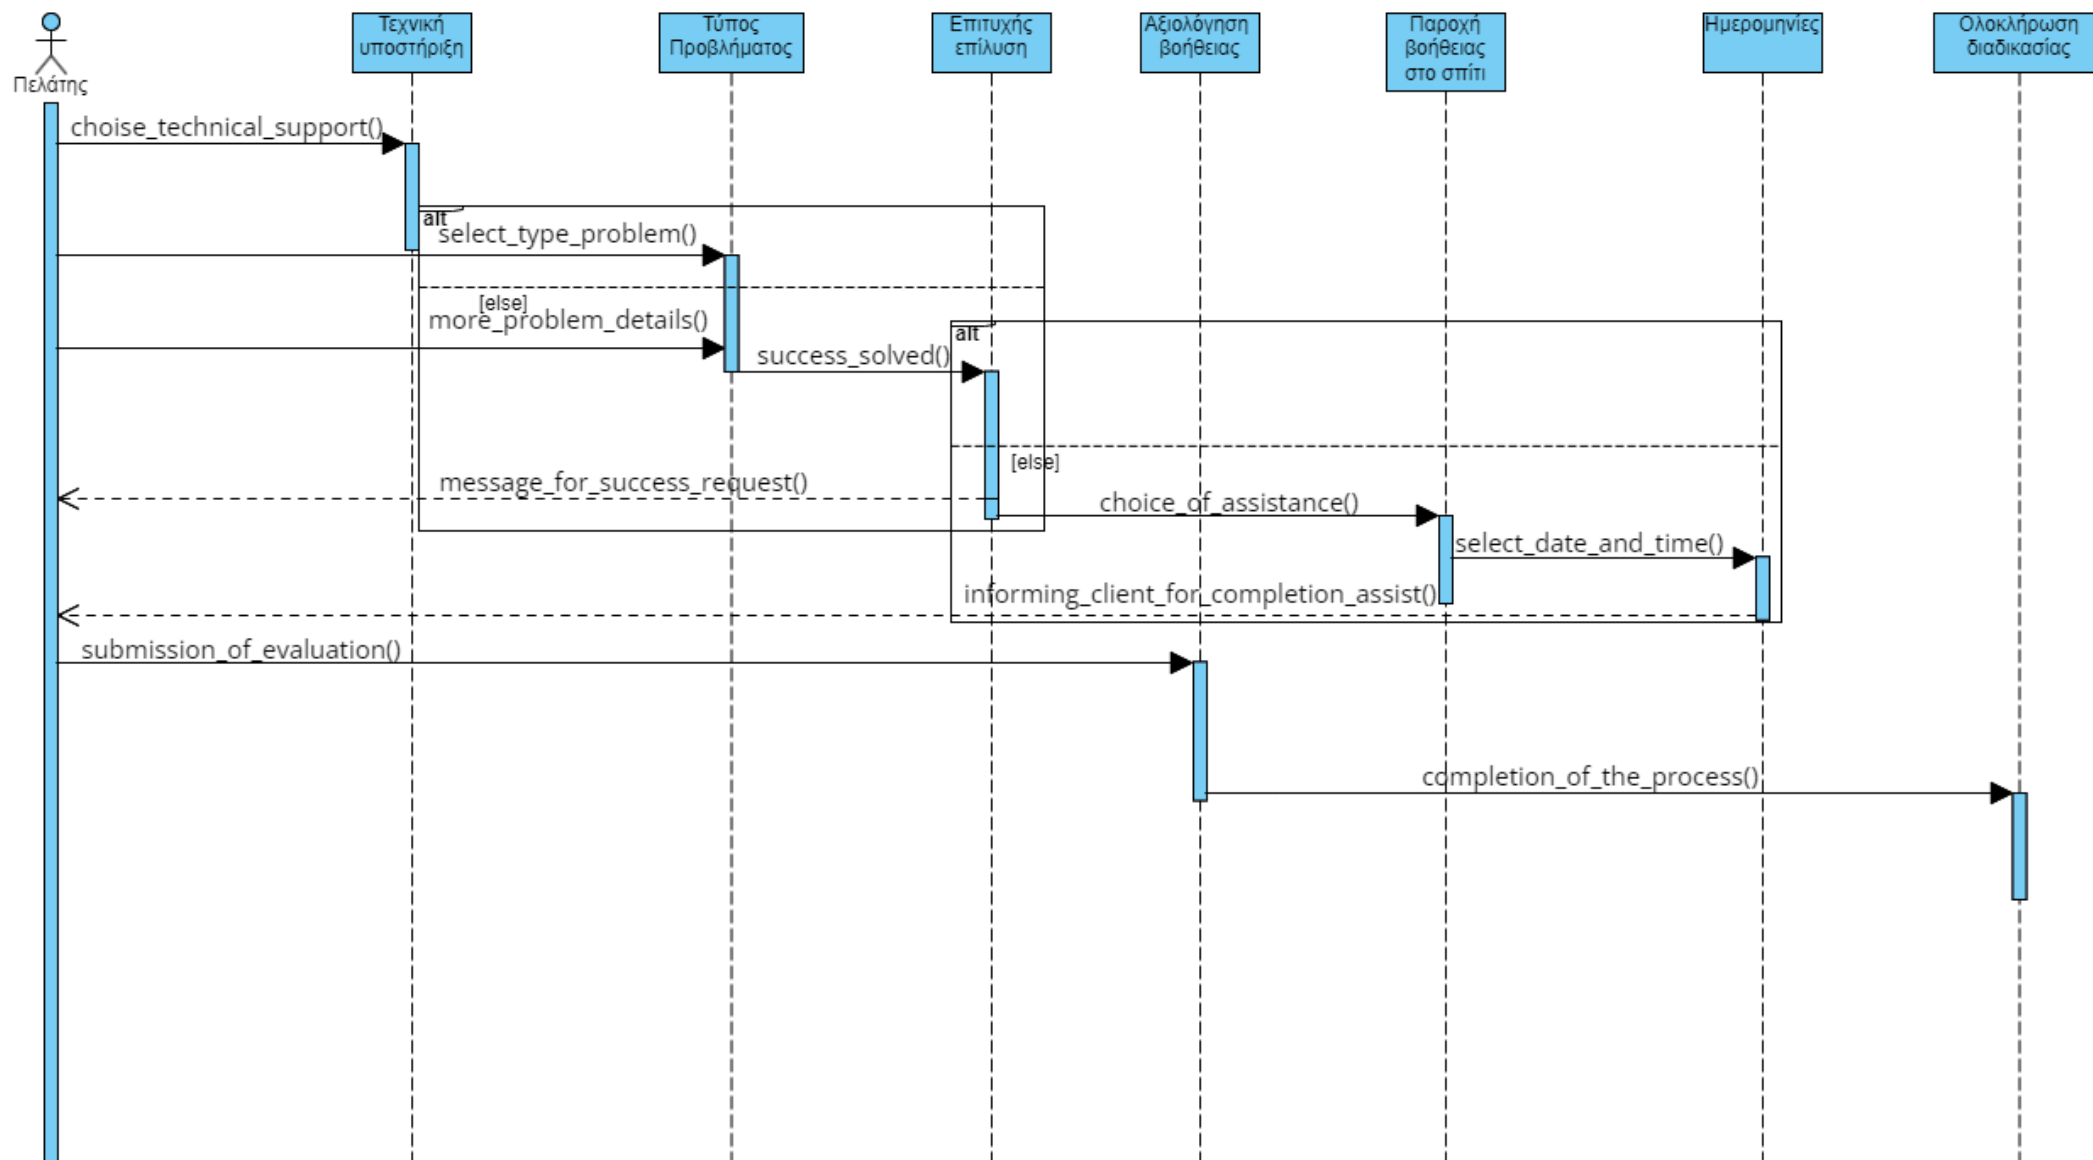 Πελάτης
Τεχνική
υποστήριξη
Τύπος
Προβλήματος
Επιτυχής
επίλυση
Αξιολόγηση
βοήθειας
Παροχή
βοήθειας
στο σπίτι
Ημερομηνίες
Ολοκλήρωση
διαδικασίας
choise_technical_support()
alt
select_type_problem()
[else]
more_problem_details()
alt
success_solved()
[else]
message_for_success_request()
choice_of_assistance()
select_date_and_time()
informing_client_for_completion_assist()
submission_of_evaluation()
completion_of_the_process()